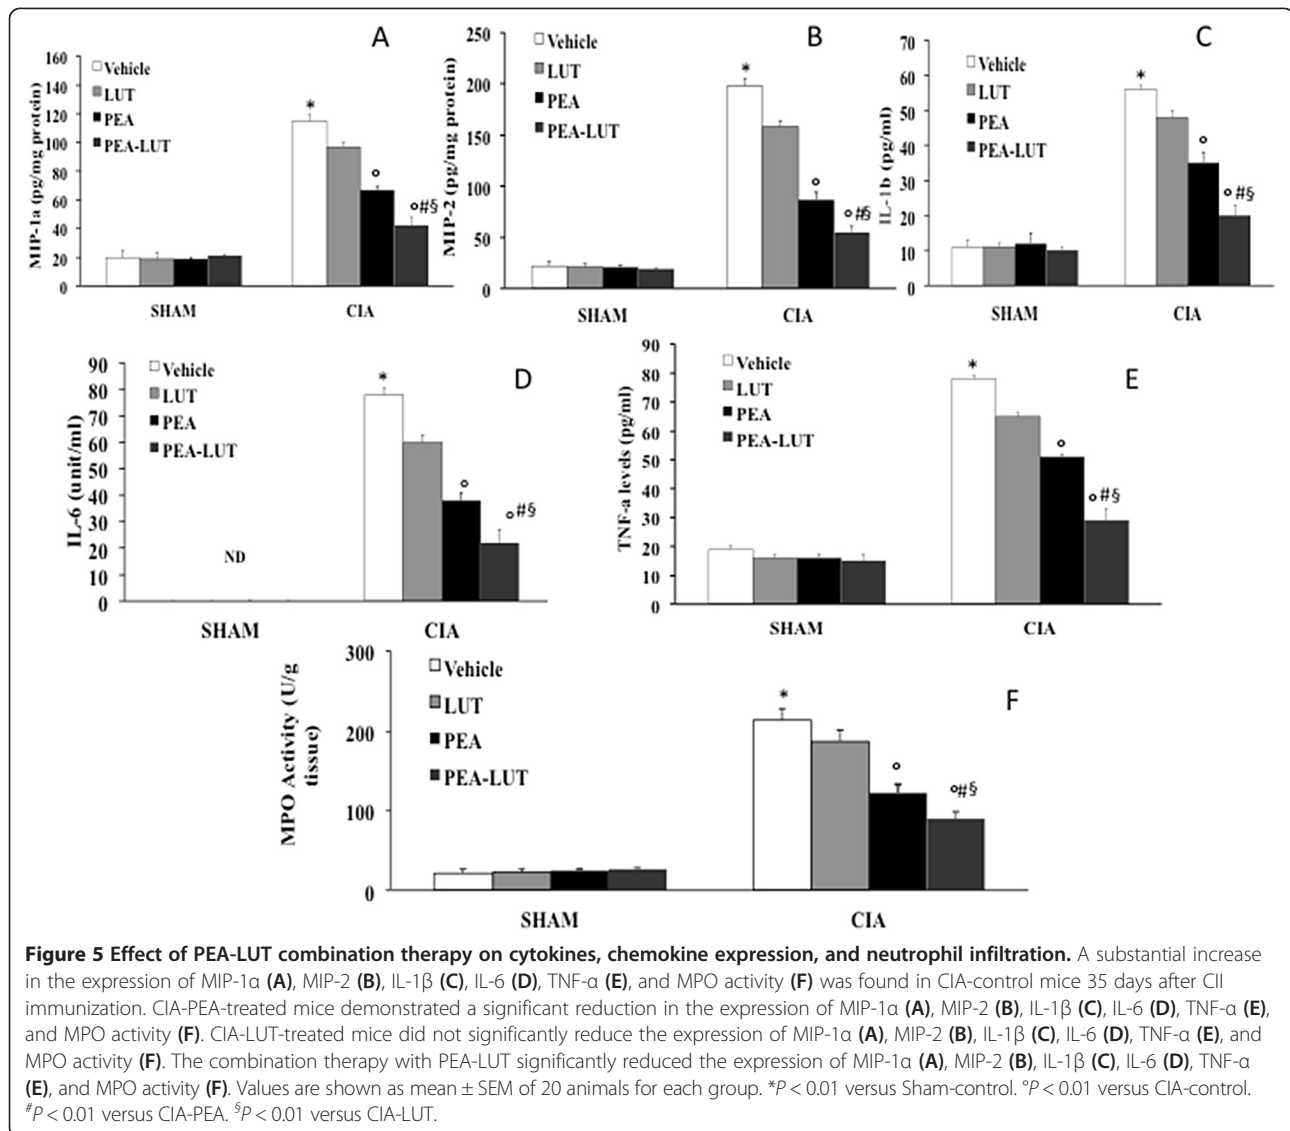 A
MIP-1a (pg/mg protein)
160
140
120
100
80
60
40
20
0
Vehicle
LUT
PEA
PEA-LUT
*
°
°#§
SHAM
CIA
B
MIP-2 (pg/mg protein)
250
200
150
100
50
0
Vehicle
LUT
PEA
PEA-LUT
*
°
°#§
SHAM
CIA
C
IL-1b (pg/ml)
70
60
50
40
30
20
10
0
Vehicle
LUT
PEA
PEA-LUT
*
°
°#§
SHAM
CIA
D
IL-6 (unit/ml)
90
80
70
60
50
40
30
20
10
0
Vehicle
LUT
PEA
PEA-LUT
ND
*
°
°#§
SHAM
CIA
E
TNF-a levels (pg/ml)
90
80
70
60
50
40
30
20
10
0
Vehicle
LUT
PEA
PEA-LUT
*
°
°#§
SHAM
CIA
F
MPO Activity (U/g
tissue)
300
200
100
0
Vehicle
LUT
PEA
PEA-LUT
*
°
°#§
SHAM
CIA
Figure 5 Effect of PEA-LUT combination therapy on cytokines, chemokine expression, and neutrophil infiltration. A substantial increase
in the expression of MIP-1α (A), MIP-2 (B), IL-1β (C), IL-6 (D), TNF-α (E), and MPO activity (F) was found in CIA-control mice 35 days after CII
immunization. CIA-PEA-treated mice demonstrated a significant reduction in the expression of MIP-1α (A), MIP-2 (B), IL-1β (C), IL-6 (D), TNF-α (E),
and MPO activity (F). CIA-LUT-treated mice did not significantly reduce the expression of MIP-1α (A), MIP-2 (B), IL-1β (C), IL-6 (D), TNF-α (E), and
MPO activity (F). The combination therapy with PEA-LUT significantly reduced the expression of MIP-1α (A), MIP-2 (B), IL-1β (C), IL-6 (D), TNF-α
(E), and MPO activity (F). Values are shown as mean ± SEM of 20 animals for each group. *P < 0.01 versus Sham-control. °P < 0.01 versus CIA-control.
#P < 0.01 versus CIA-PEA. §P < 0.01 versus CIA-LUT.